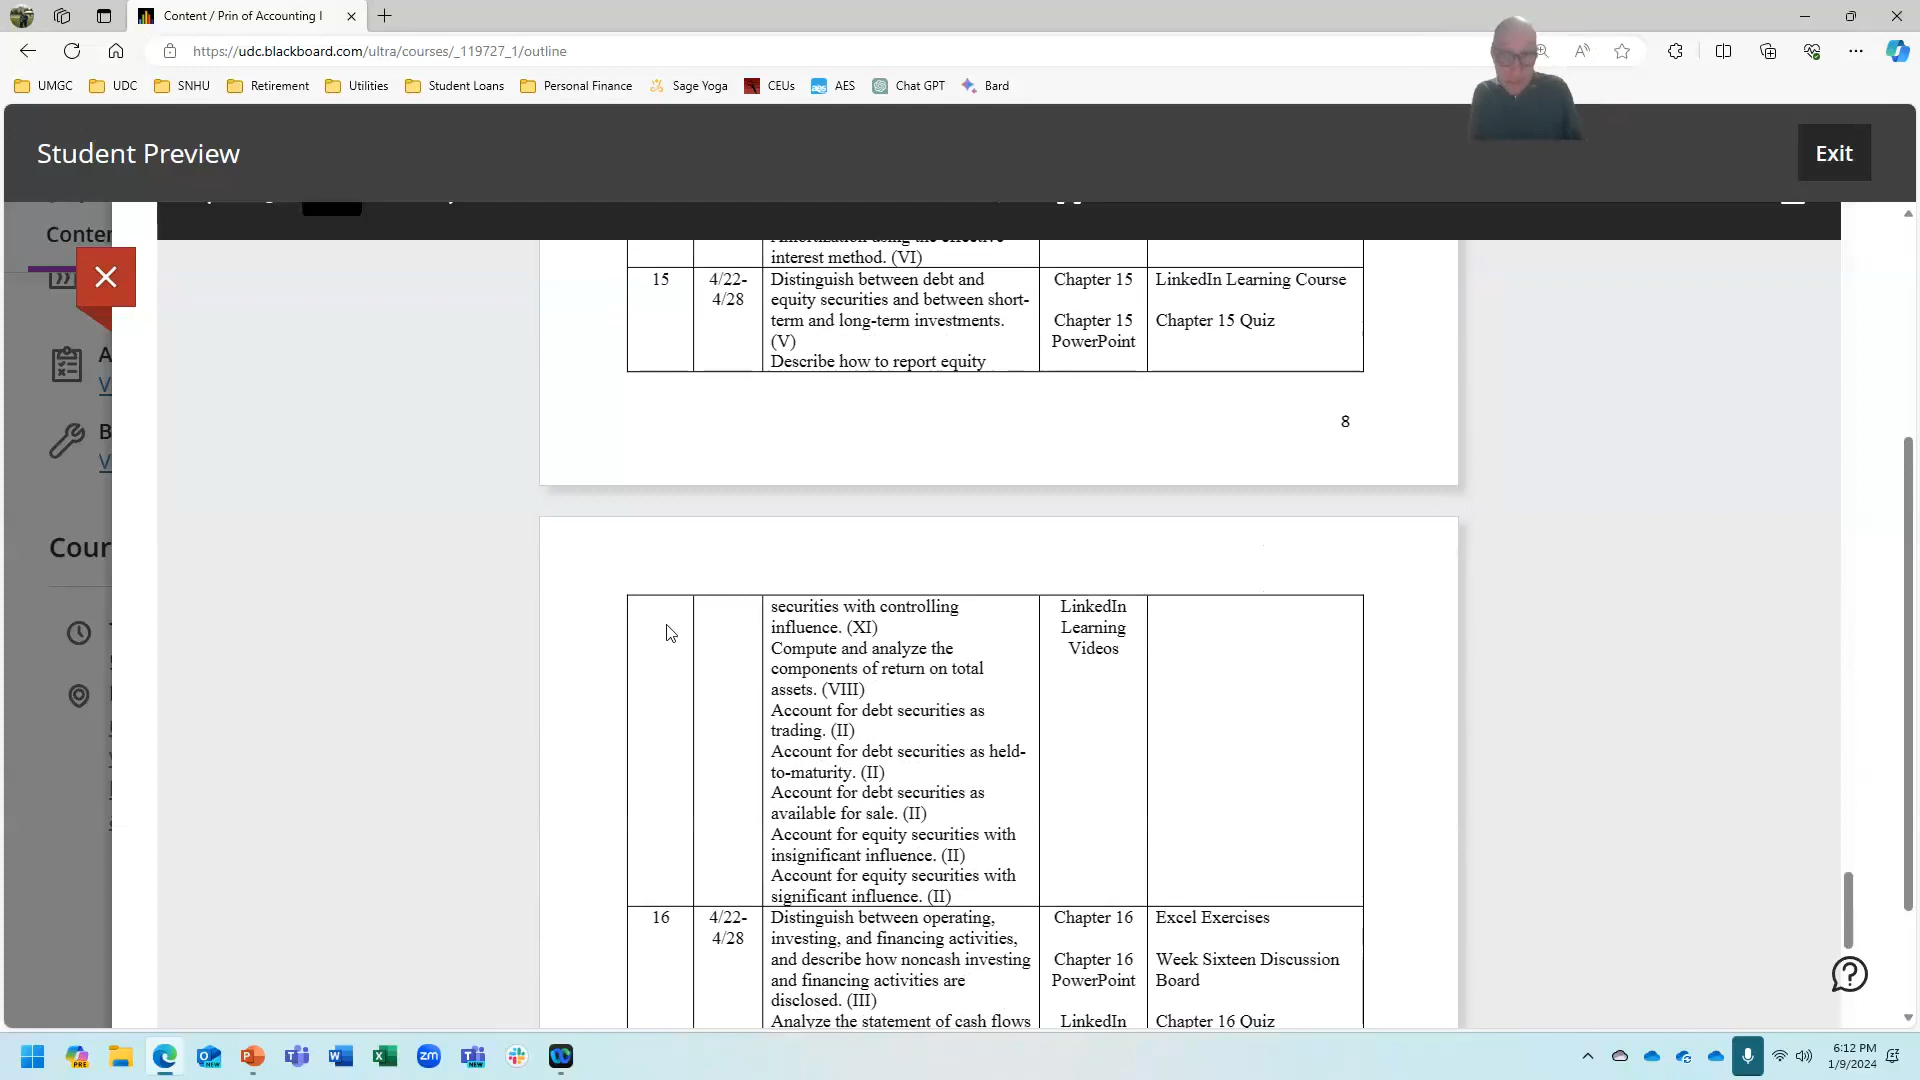 Content / Prin of Accounting I
https://udc.blackboard.com/ultra/courses/_119727_1/outline
UMGC
UDC
SNHU
Retirement
Utilities
Student Loans
Personal Finance
Sage Yoga
CEUs
aes AES
Chat GPT
Bard
Student Preview
Exit
Conter
A
V
B
V
Cour
interest method. (VI)
15
4/22-
4/28
Distinguish between debt and
equity securities and between short-
term and long-term investments.
(V)
Describe how to report equity
Chapter 15
Chapter 15
PowerPoint
LinkedIn Learning Course
Chapter 15 Quiz
8
securities with controlling
influence. (XI)
Compute and analyze the
components of return on total
assets. (VIII)
Account for debt securities as
trading. (II)
Account for debt securities as held-
to-maturity. (II)
Account for debt securities as
available for sale. (II)
Account for equity securities with
insignificant influence. (II)
Account for equity securities with
significant influence. (II)
LinkedIn
Learning
Videos
16
4/22-
4/28
Distinguish between operating,
investing, and financing activities,
and describe how noncash investing
and financing activities are
disclosed. (III)
Analyze the statement of cash flows
Chapter 16
Chapter 16
PowerPoint
LinkedIn
Excel Exercises
Week Sixteen Discussion
Board
Chapter 16 Quiz
6:12 PM
1/9/2024